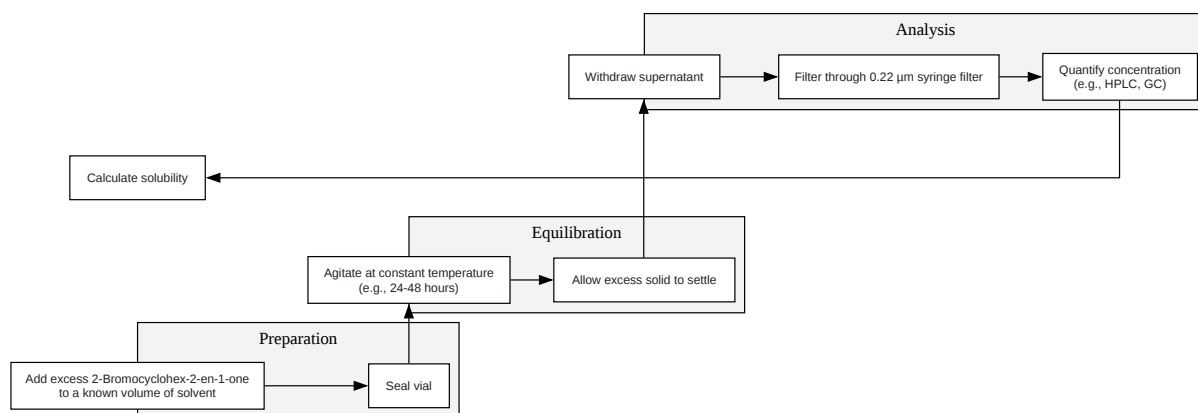 Analysis
Withdraw supernatant
Filter through 0.22 µm syringe filter
Quantify concentration
(e.g., HPLC, GC)
Calculate solubility
Equilibration
Agitate at constant temperature
(e.g., 24-48 hours)
Allow excess solid to settle
Preparation
Add excess 2-Bromocyclohex-2-en-1-one
to a known volume of solvent
Seal vial